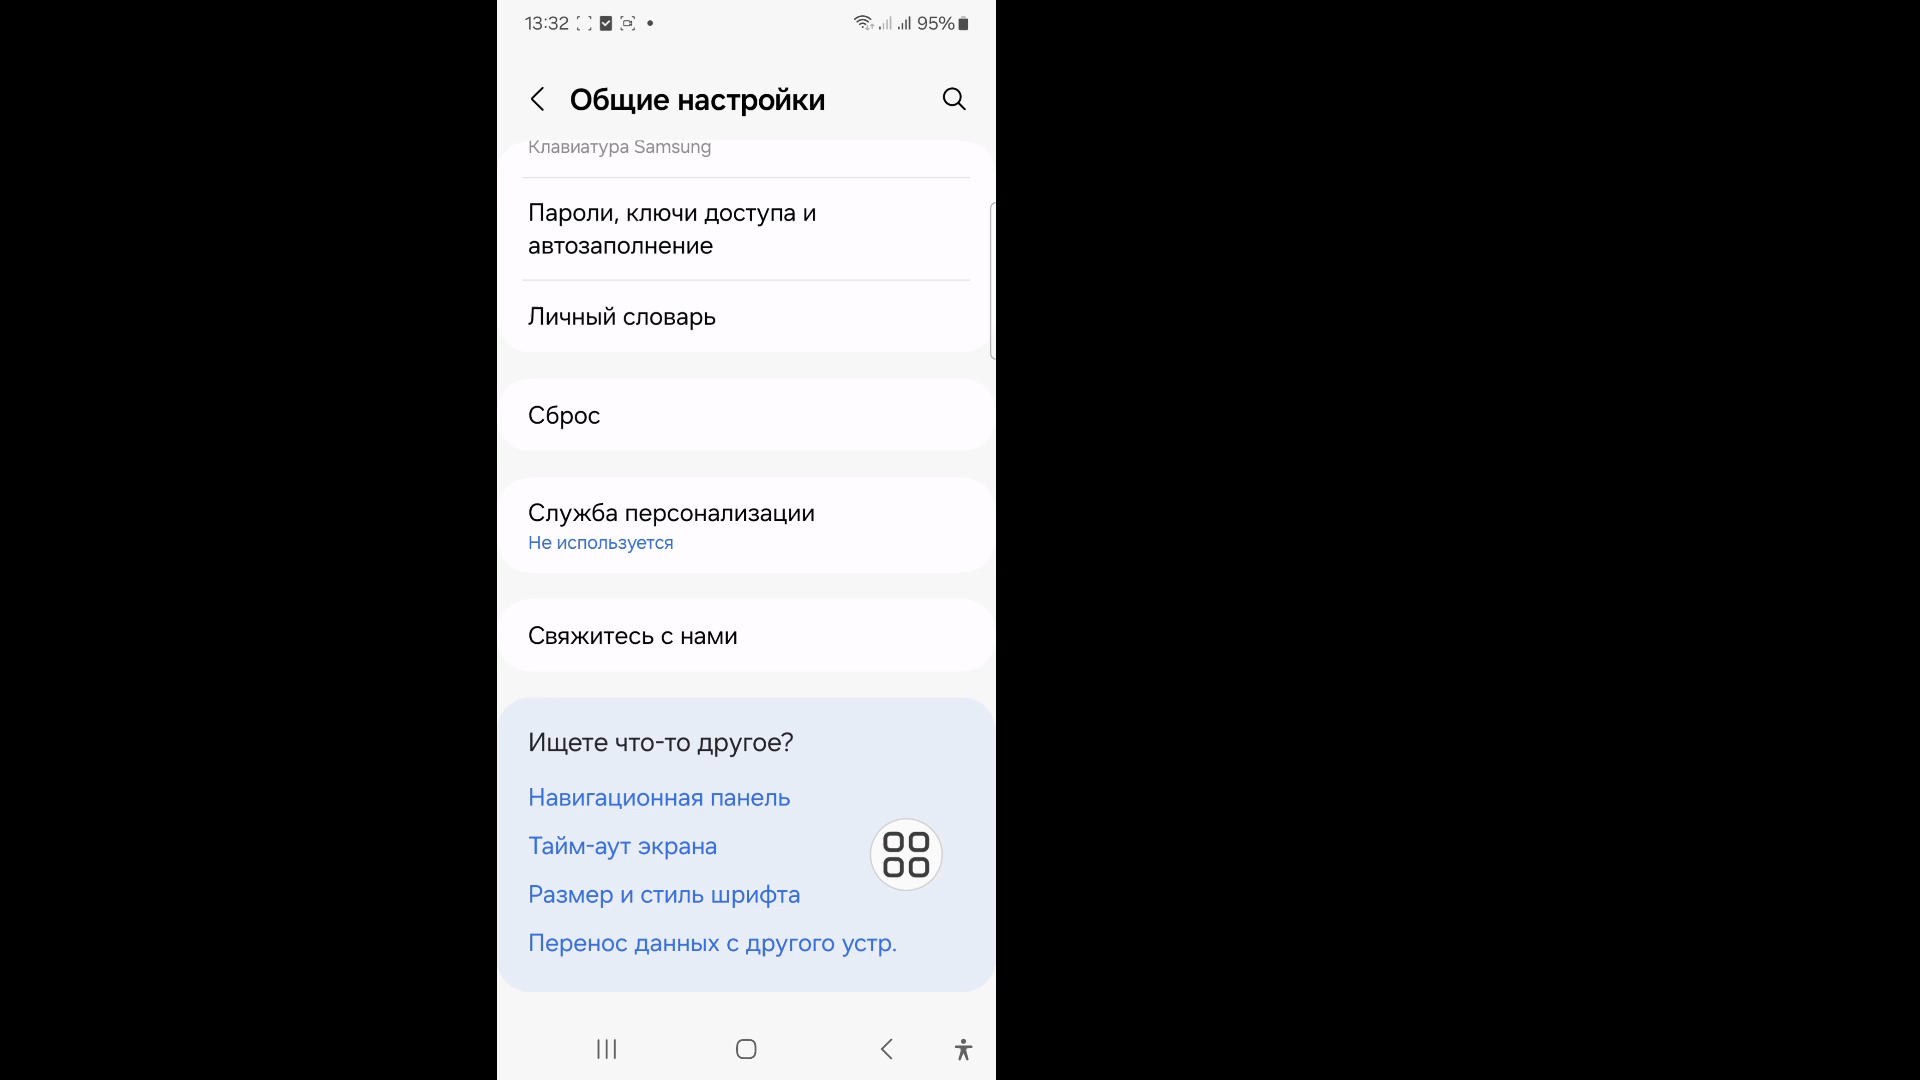 13:32
95%
Общие настройки
Клавиатура Samsung
Пароли, ключи доступа и
автозаполнение
Личный словарь
Сброс
Служба персонализации
Не используется
Свяжитесь с нами
Ищете что-то другое?
Навигационная панель
Тайм-аут экрана
Размер и стиль шрифта
Перенос данных с другого устр.